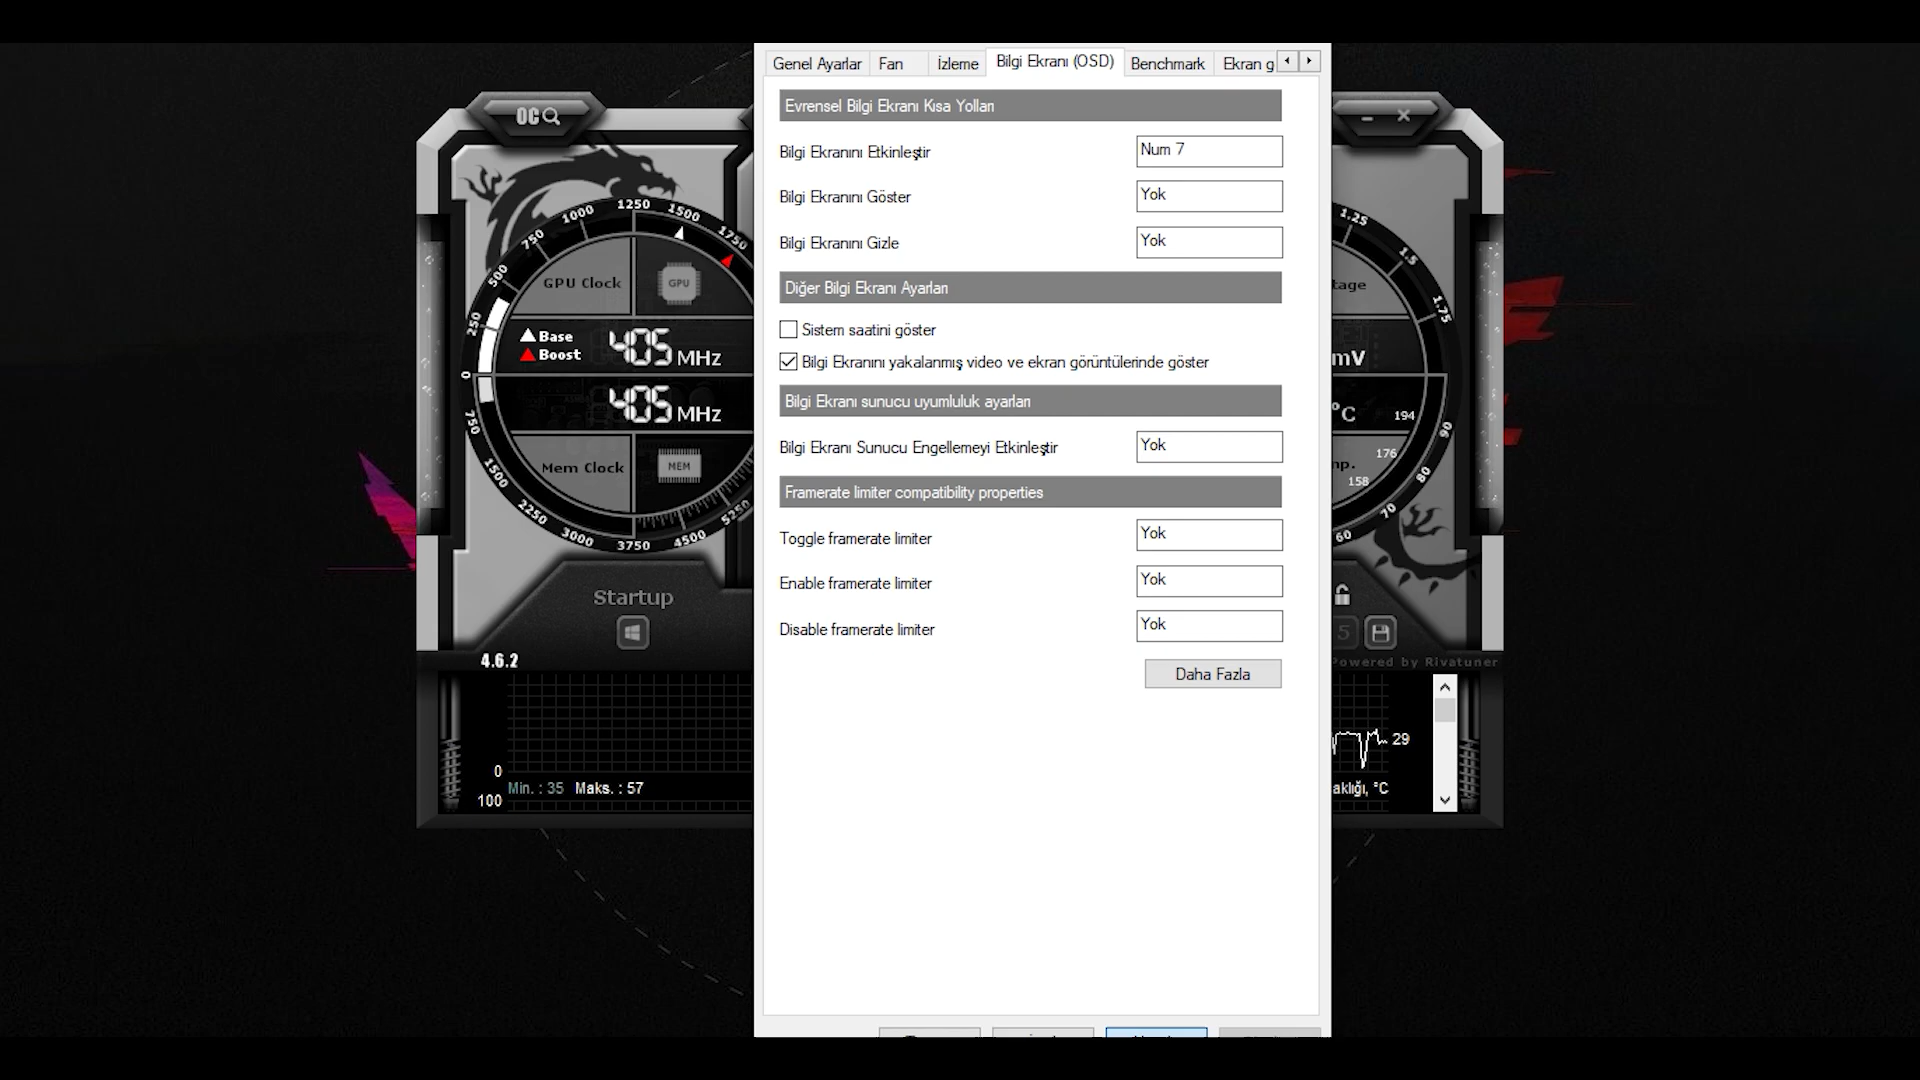 Genel Ayarlar Fan İzleme Bilgi Ekranı (OSD) Benchmark Ekran g
OC
Evrensel Bilgi Ekranı Kısa Yolları
Bilgi Ekranını Etkinleştir Num 7
Bilgi Ekranını Göster Yok
Bilgi Ekranını Gizle Yok
Diğer Bilgi Ekranı Ayarları
Sistem saatini göster
Bilgi Ekranını yakalanmış video ve ekran görüntülerinde göster
Bilgi Ekranı sunucu uyumluluk ayarları
Bilgi Ekranı Sunucu Engellemeyi Etkinleştir Yok
Framerate limiter compatibility properties
Toggle framerate limiter Yok
Enable framerate limiter Yok
Disable framerate limiter Yok
Daha Fazla
0 250 500 750 1000 1250 1500 1750
GPU Clock
GPU
Base
Boost
405 MHz
405 MHz
Mem Clock
MEM
750 1500 2250 3000 3750 4500 5250
Startup
4.6.2
0
Min. : 35 Maks. : 57
100
1.25
1.5
1.75
tage
mV
°C 194
176
mp.
158
90
80
70
60
5
Powered by Rivatuner
29
aklığı, °C